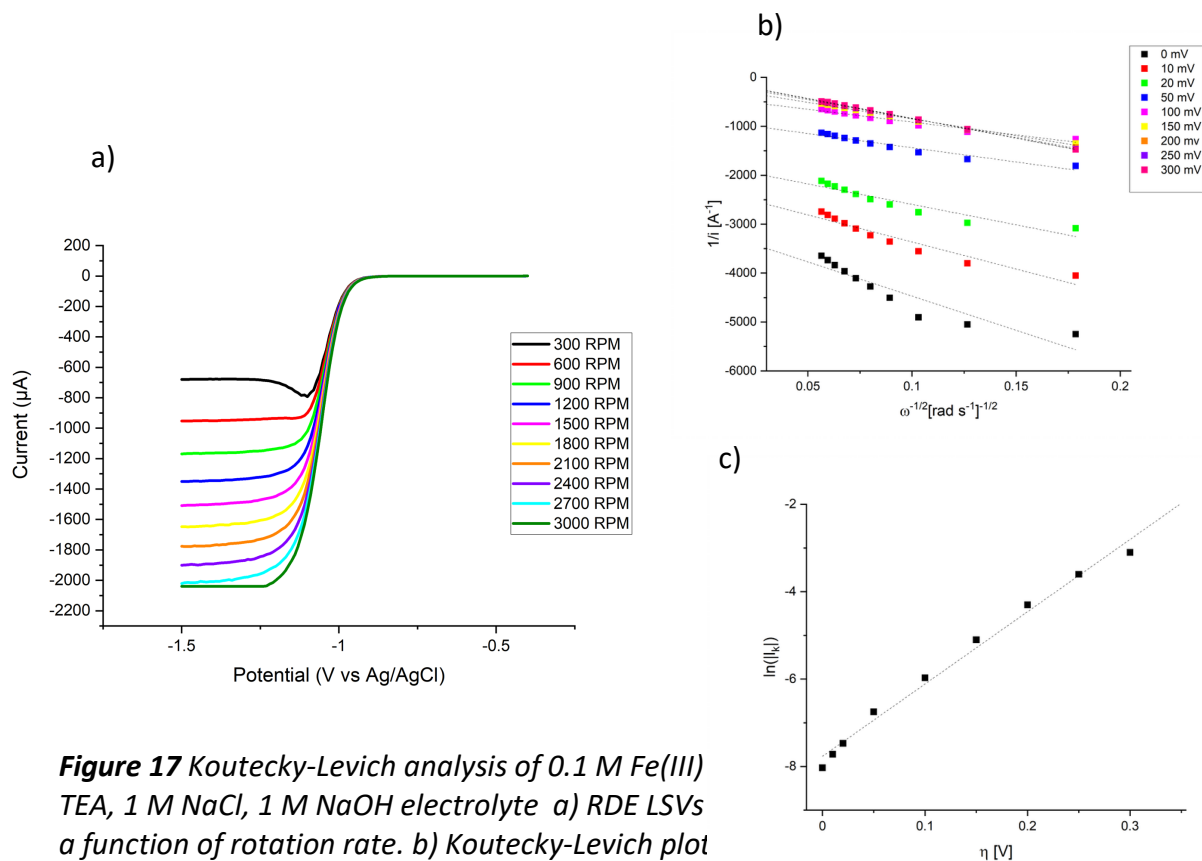 a)
200
0
-200
-400
-600
-800
-1000
-1200
-1400
-1600
-1800
-2000
-2200
Current (µA)
-1.5
-1
-0.5
Potential (V vs Ag/AgCl)
300 RPM
600 RPM
900 RPM
1200 RPM
1500 RPM
1800 RPM
2100 RPM
2400 RPM
2700 RPM
3000 RPM
b)
0
-1000
-2000
-3000
-4000
-5000
-6000
1/i [A⁻¹]
0.05
0.1
0.15
0.2
ω⁻¹/²[rad s⁻¹]⁻¹/²
0 mV
10 mV
20 mV
50 mV
100 mV
150 mV
200 mv
250 mV
300 mV
c)
-2
-4
-6
-8
ln(|Iₖ|)
0
0.1
0.2
0.3
η [V]
Figure 17 Koutecky-Levich analysis of 0.1 M Fe(III)
TEA, 1 M NaCl, 1 M NaOH electrolyte a) RDE LSVs
a function of rotation rate. b) Koutecky-Levich plot